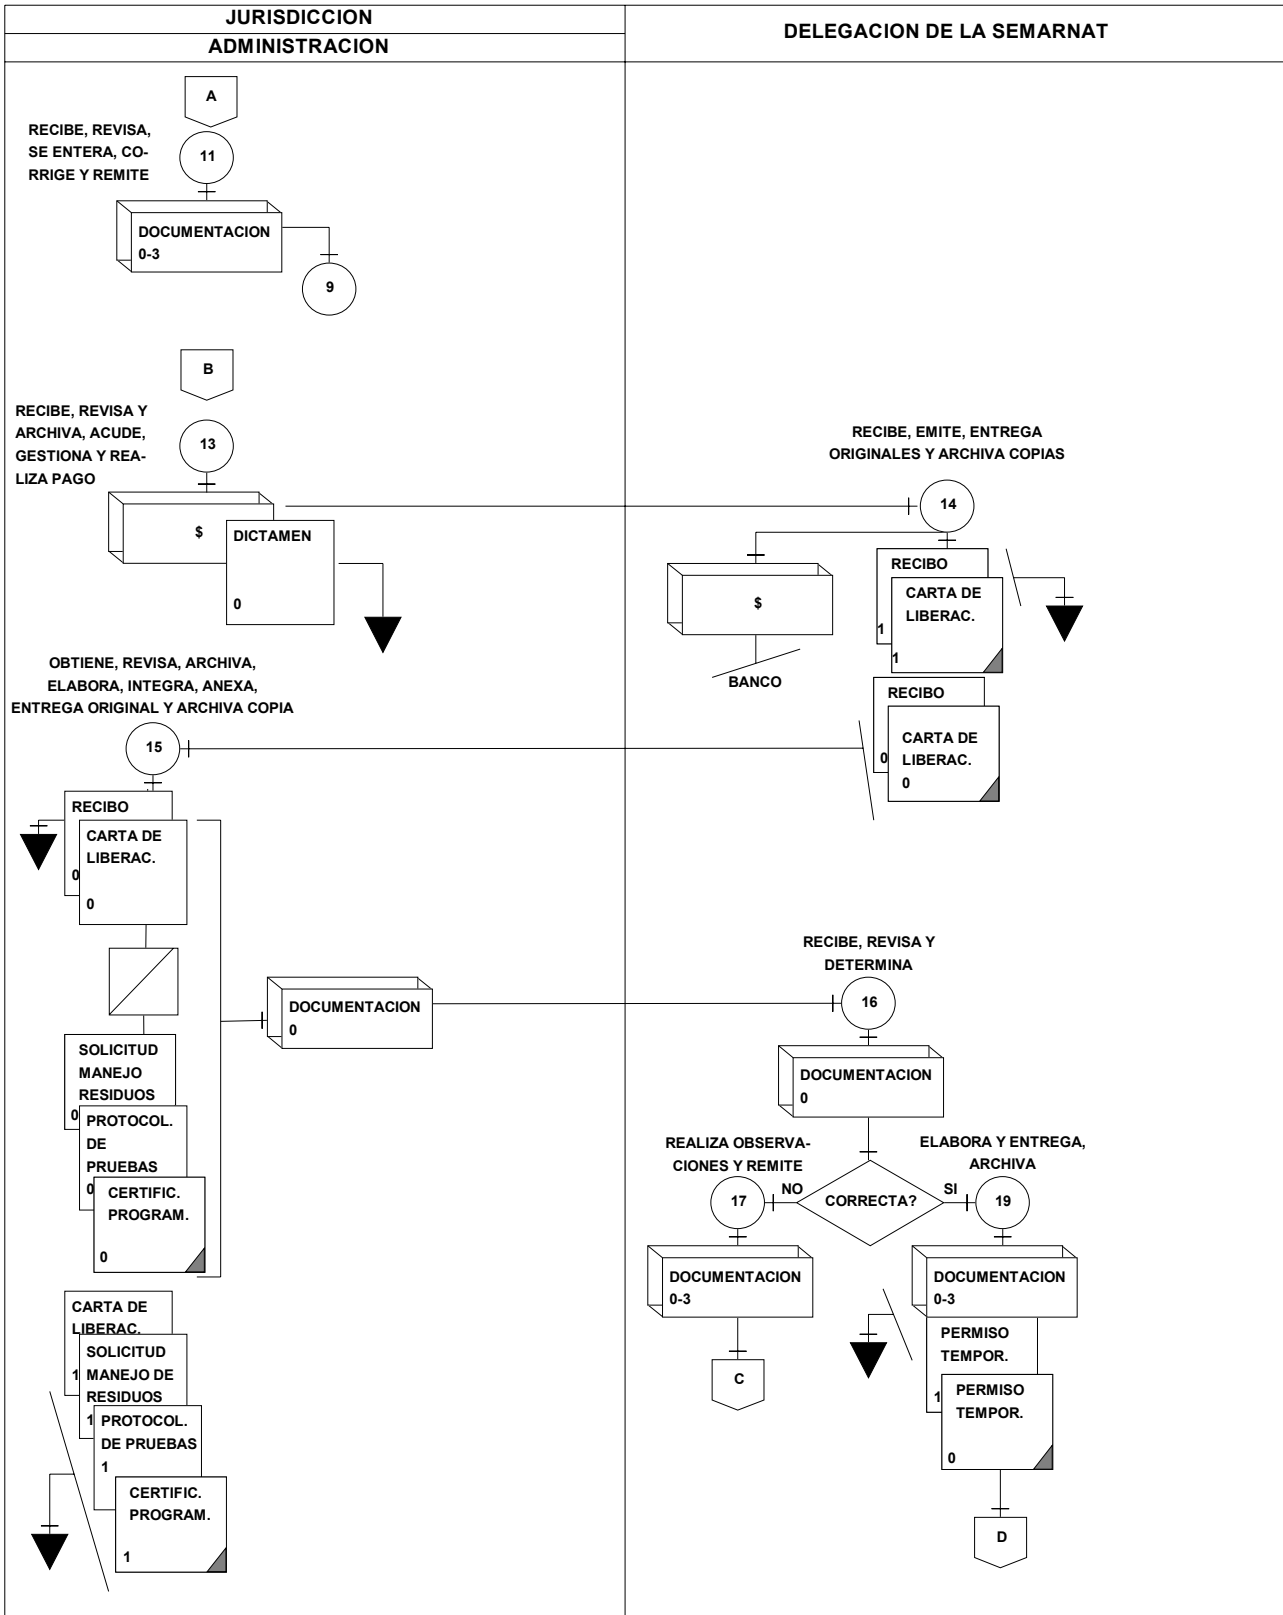 JURISDICCION
ADMINISTRACION
DELEGACION DE LA SEMARNAT
A
RECIBE, REVISA,
SE ENTERA, CO-
RRIGE Y REMITE
11
DOCUMENTACION
0-3
9
B
RECIBE, REVISA Y
ARCHIVA, ACUDE,
GESTIONA Y REA-
LIZA PAGO
13
$
DICTAMEN
0
RECIBE, EMITE, ENTREGA
ORIGINALES Y ARCHIVA COPIAS
14
$
BANCO
RECIBO
1
CARTA DE
LIBERAC.
1
RECIBO
0
CARTA DE
LIBERAC.
0
OBTIENE, REVISA, ARCHIVA,
ELABORA, INTEGRA, ANEXA,
ENTREGA ORIGINAL Y ARCHIVA COPIA
15
RECIBO
0
CARTA DE
LIBERAC.
0
SOLICITUD
MANEJO
RESIDUOS
0
PROTOCOL.
DE
PRUEBAS
0
CERTIFIC.
PROGRAM.
0
DOCUMENTACION
0
CARTA DE
LIBERAC.
1
SOLICITUD
MANEJO DE
RESIDUOS
1
PROTOCOL.
DE PRUEBAS
1
CERTIFIC.
PROGRAM.
1
RECIBE, REVISA Y
DETERMINA
16
DOCUMENTACION
0
CORRECTA?
NO
SI
REALIZA OBSERVA-
CIONES Y REMITE
17
DOCUMENTACION
0-3
C
ELABORA Y ENTREGA,
ARCHIVA
19
DOCUMENTACION
0-3
PERMISO
TEMPOR.
1
PERMISO
TEMPOR.
0
D